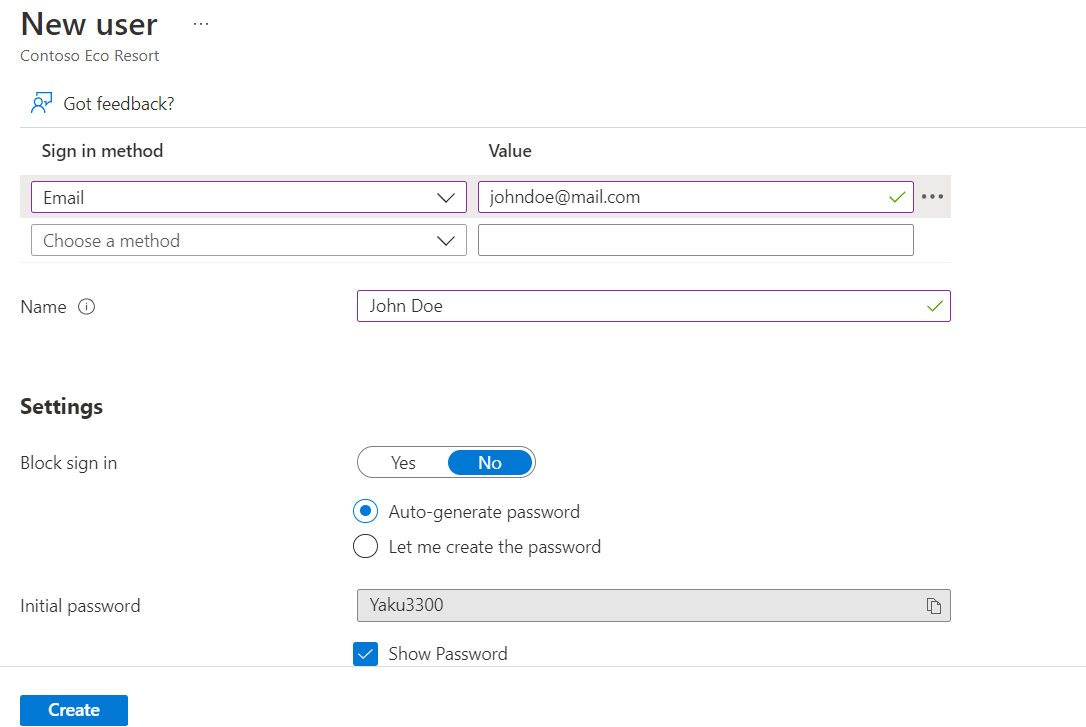 New user ...
Contoso Eco Resort
Got feedback?
Sign in method Value
Email johndoe@mail.com
Choose a method
Name John Doe
Settings
Block sign in Yes No
Auto-generate password
Let me create the password
Initial password Yaku3300
Show Password
Create